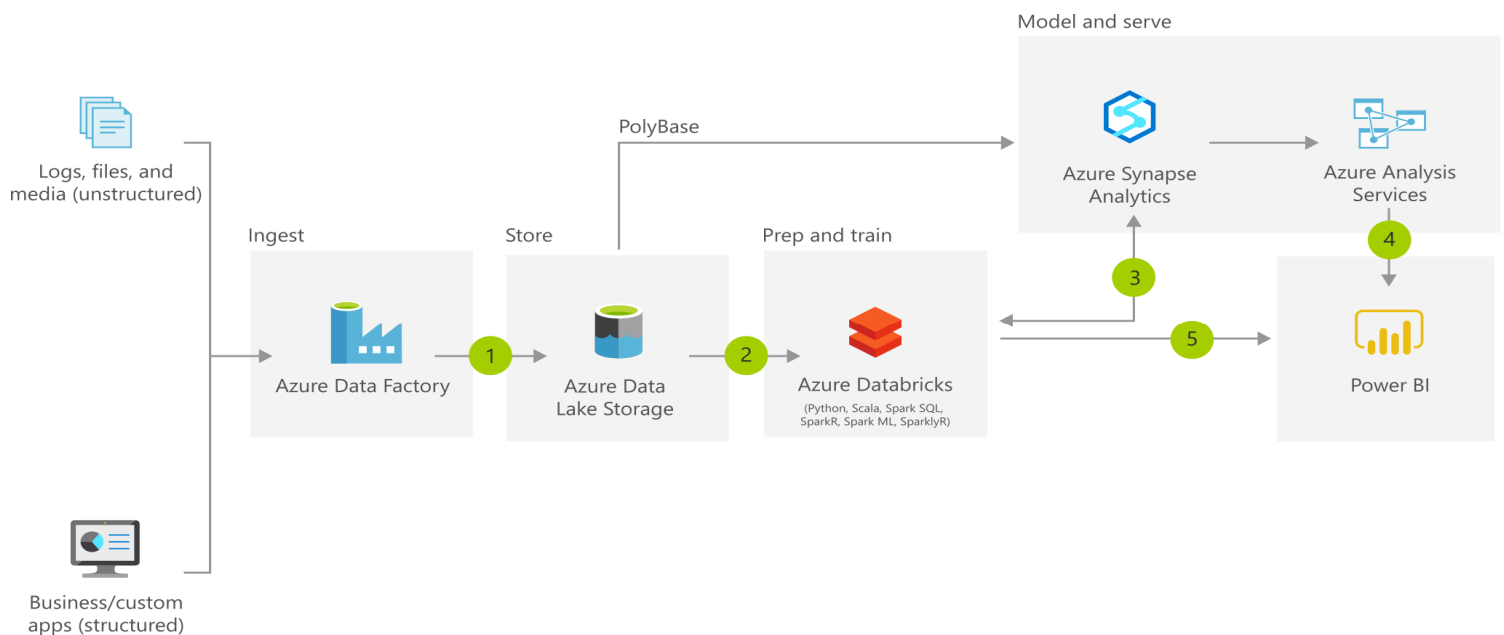 Model and serve
PolyBase
Logs, files, and
media (unstructured)
Azure Synapse
Analytics
Azure Analysis
Services
Ingest
Store
Prep and train
4
3
1
2
5
Azure Data Factory
Azure Data
Lake Storage
Azure Databricks
(Python, Scala, Spark SQL,
SparkR, Spark ML, SparklyR)
Power BI
Business/custom
apps (structured)